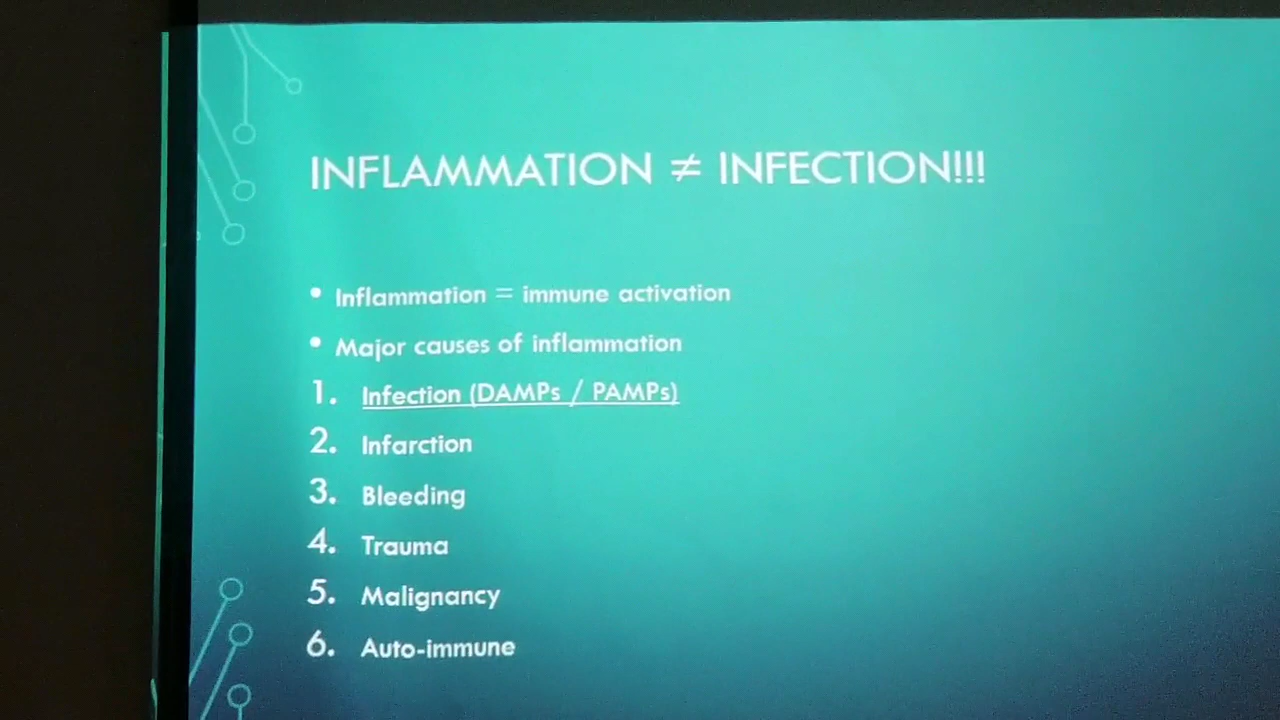 INFLAMMATION ≠ INFECTION!!!
• Inflammation = immune activation
• Major causes of inflammation
1. Infection (DAMPs / PAMPs)
2. Infarction
3. Bleeding
4. Trauma
5. Malignancy
6. Auto-immune